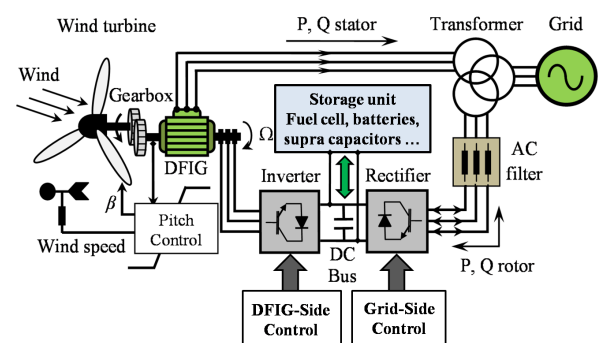 Wind turbine
P, Q stator
Transformer
Grid
Wind
Gearbox
Storage unit
Fuel cell, batteries,
supra capacitors ...
Ω
DFIG
AC
filter
Inverter
Rectifier
β
Pitch
Control
Wind speed
DC
Bus
P, Q rotor
DFIG-Side
Control
Grid-Side
Control